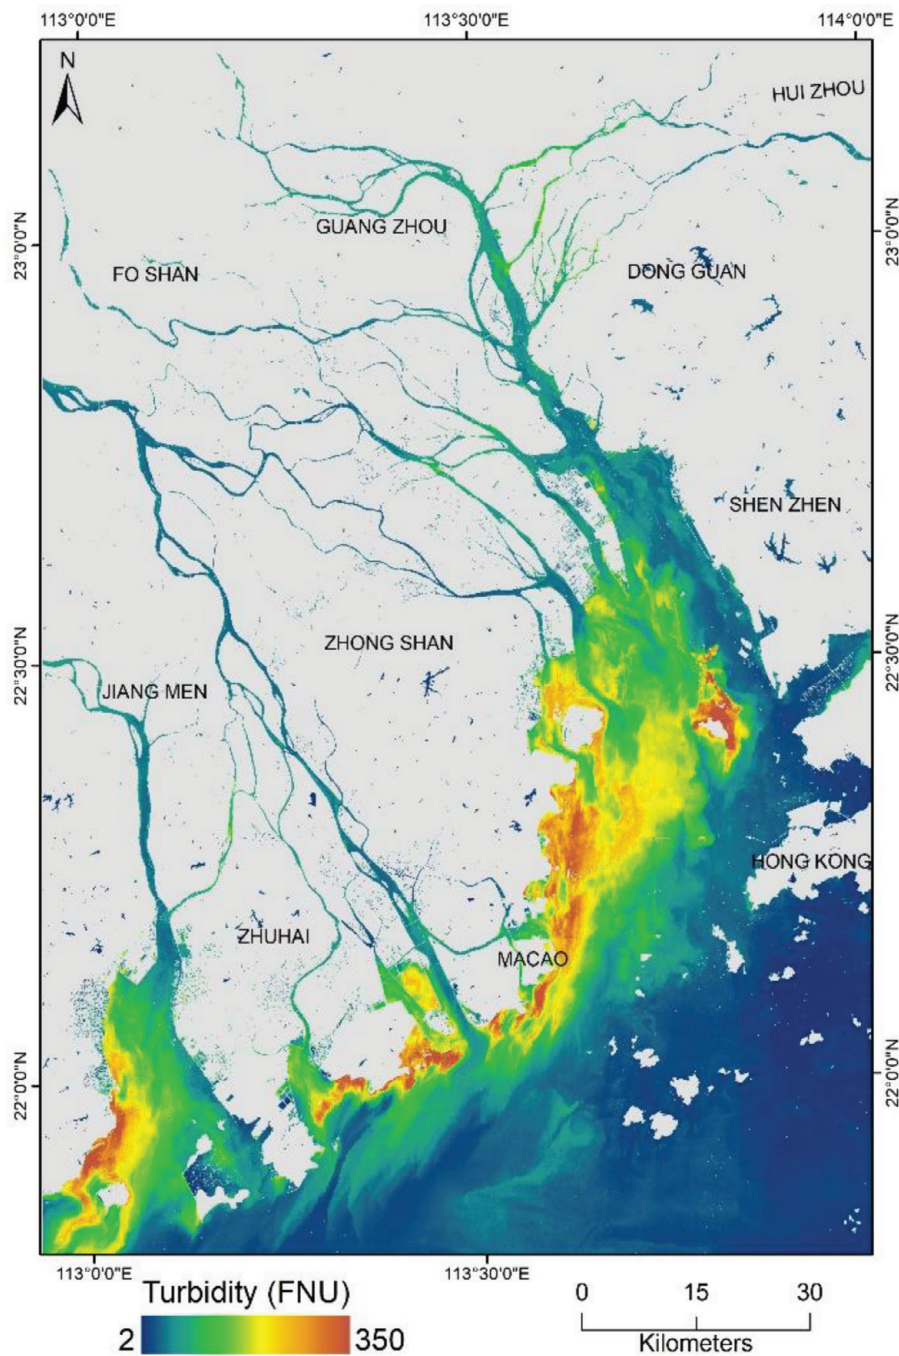 113°0'0"E 113°30'0"E 114°0'0"E
N
HUI ZHOU
GUANG ZHOU
23°0'0"N 23°0'0"N
FO SHAN DONG GUAN
SHEN ZHEN
ZHONG SHAN
22°30'0"N 22°30'0"N
JIANG MEN
HONG KONG
ZHUHAI
MACAO
22°0'0"N 22°0'0"N
113°0'0"E 113°30'0"E
Turbidity (FNU)
2 350
0 15 30
Kilometers